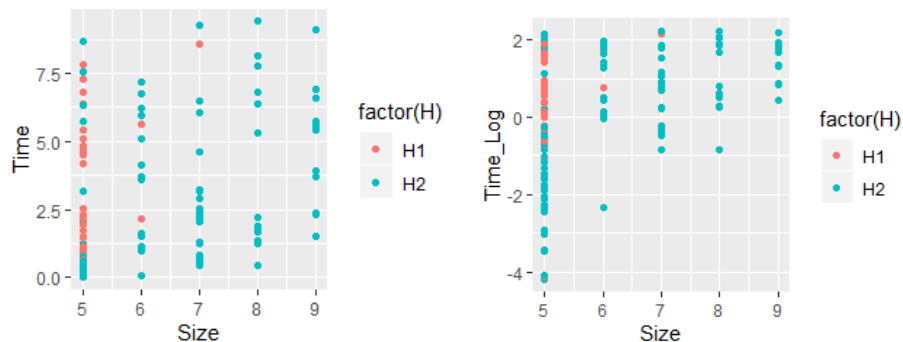 7.5
5.0
2.5
0.0
Time
5 6 7 8 9
Size
factor(H)
H1
H2
2
0
-2
-4
Time_Log
5 6 7 8 9
Size
factor(H)
H1
H2